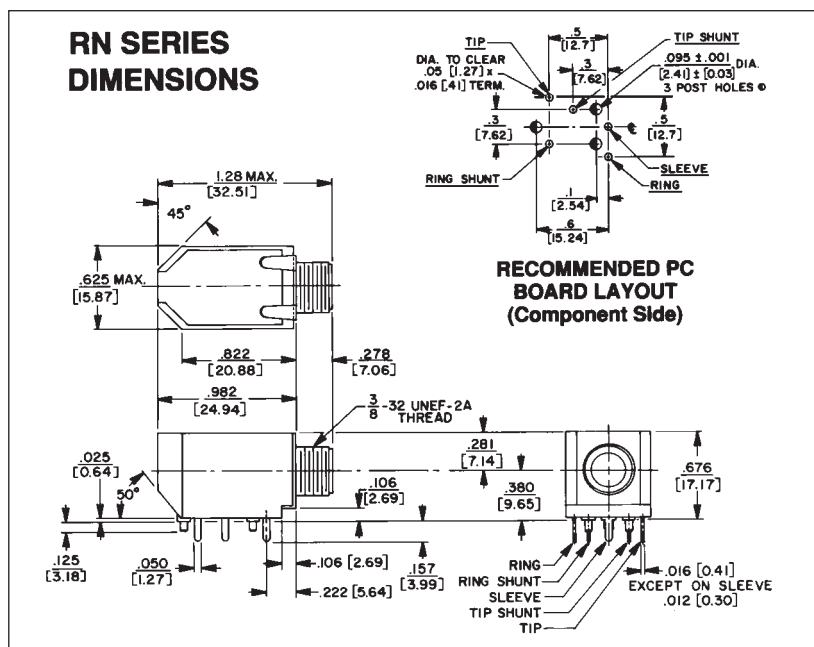 RN SERIES
DIMENSIONS
TIP
DIA. TO CLEAR
.05 [1.27] x
.016 [.41] TERM.
.5
[12.7]
.3
[7.62]
TIP SHUNT
.095 ±.001 DIA.
[2.41] ± [0.03]
3 POST HOLES
.3
[7.62]
.5
[12.7]
RING SHUNT
SLEEVE
RING
.1
[2.54]
.6
[15.24]
RECOMMENDED PC
BOARD LAYOUT
(Component Side)
1.28 MAX.
[32.51]
45°
.625 MAX.
[15.87]
.822
[20.88]
.278
[7.06]
.982
[24.94]
3/8-32 UNEF-2A
THREAD
.025
[0.64]
50°
.125
[3.18]
.050
[1.27]
.106
[2.69]
.106 [2.69]
.222 [5.64]
.157
[3.99]
.281
[7.14]
.380
[9.65]
.676
[17.17]
RING
RING SHUNT
SLEEVE
TIP SHUNT
TIP
.016 [0.41]
EXCEPT ON SLEEVE
.012 [0.30]